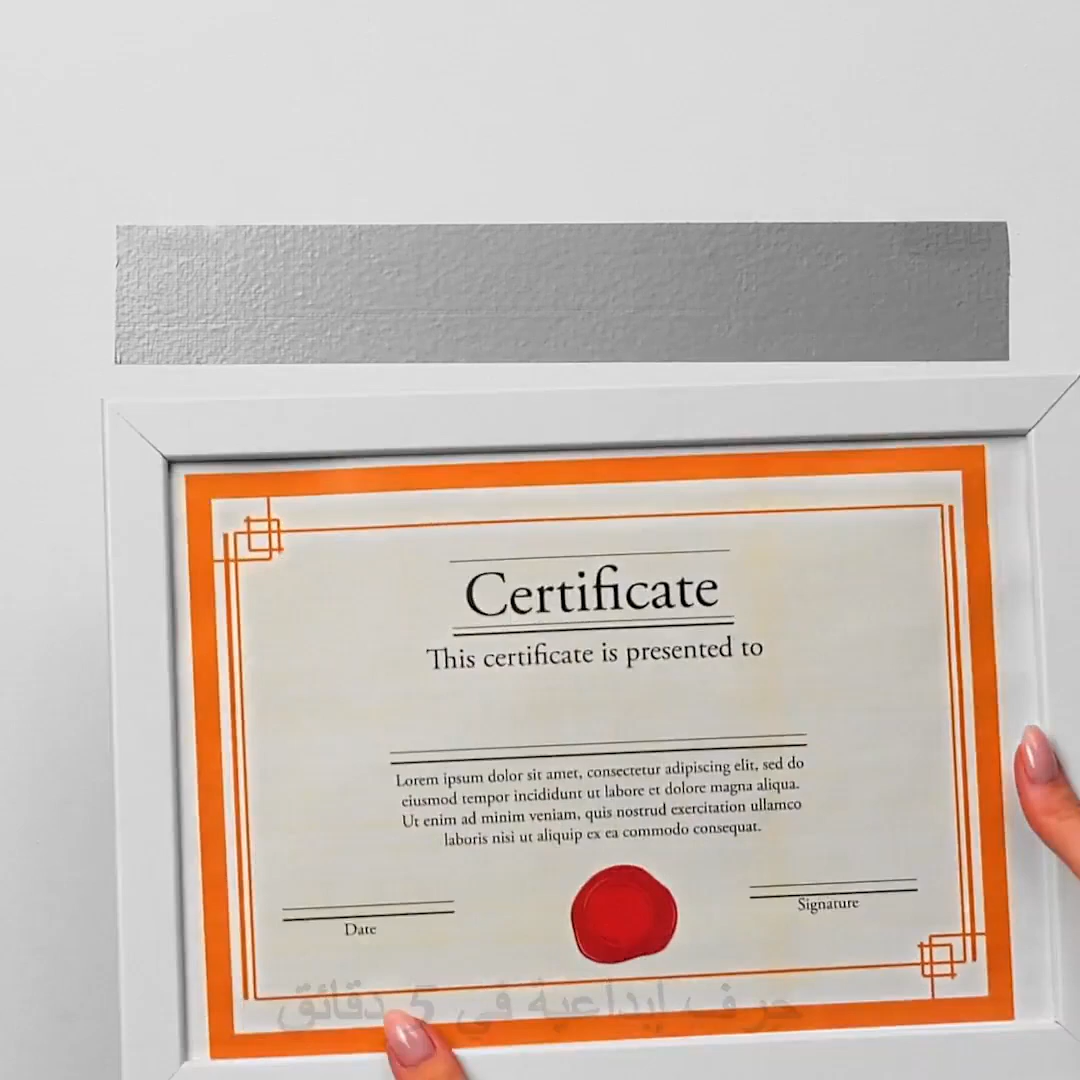 Certificate
This certificate is presented to
Lorem ipsum dolor sit amet, consectetur adipiscing elit, sed do
eiusmod tempor incididunt ut labore et dolore magna aliqua.
Ut enim ad minim veniam, quis nostrud exercitation ullamco
laboris nisi ut aliquip ex ea commodo consequat.
Date
Signature
حرف إبداعية في 5 دقائق